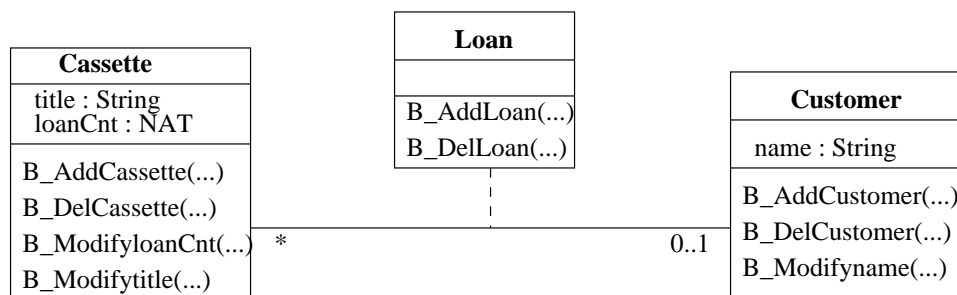 Cassette
title : String
loanCnt : NAT
B_AddCassette(...)
B_DelCassette(...)
B_ModifyloanCnt(...)
B_Modifytitle(...)
*
Loan
B_AddLoan(...)
B_DelLoan(...)
0..1
Customer
name : String
B_AddCustomer(...)
B_DelCustomer(...)
B_Modifyname(...)